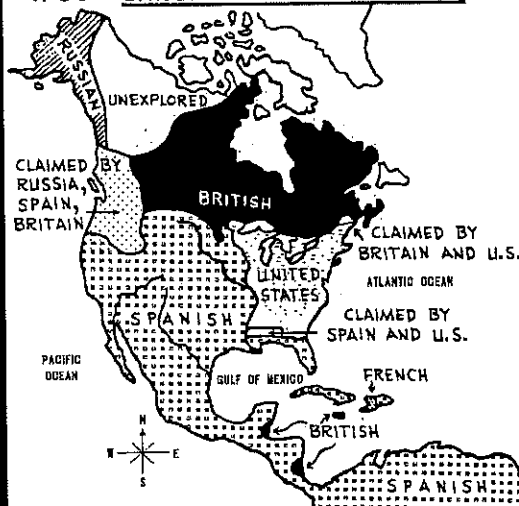 RUSSIAN
UNEXPLORED
CLAIMED BY
RUSSIA,
SPAIN,
BRITAIN
BRITISH
CLAIMED BY
BRITAIN AND U.S.
UNITED
STATES
ATLANTIC OCEAN
SPANISH
CLAIMED BY
SPAIN AND U.S.
PACIFIC
OCEAN
GULF OF MEXICO
FRENCH
BRITISH
N
W E
S
SPANISH